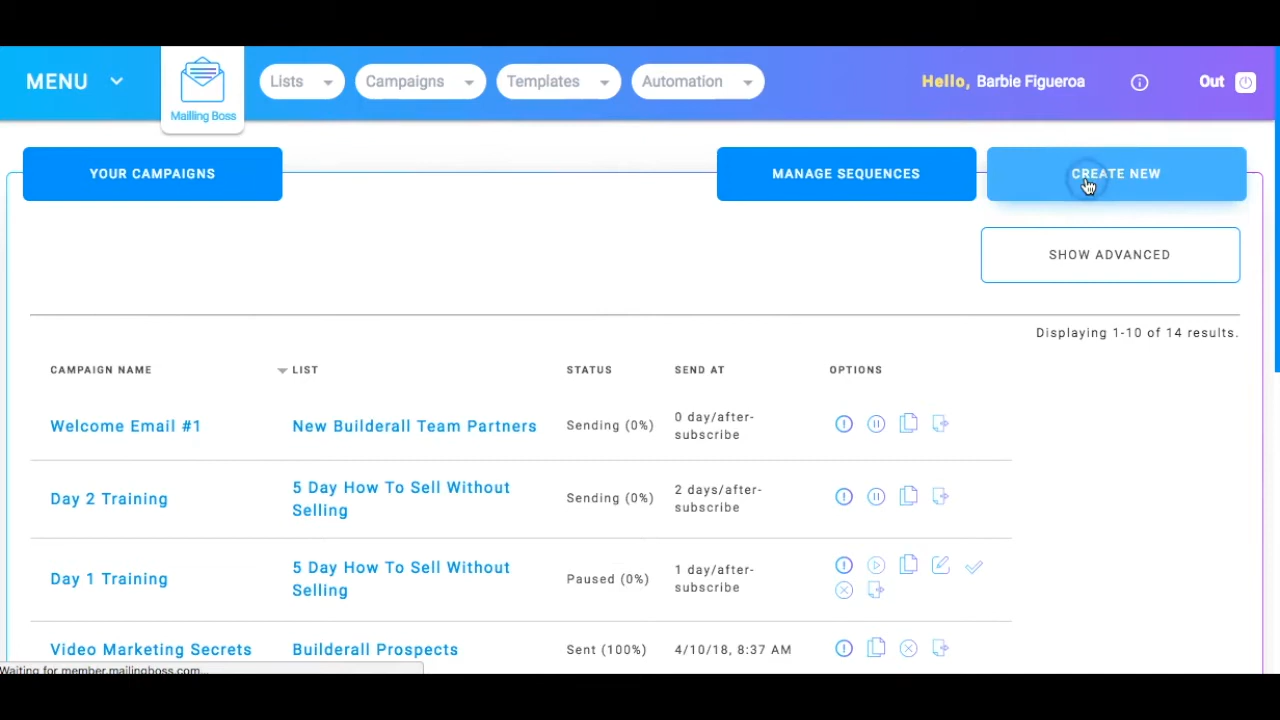 MENU
Mailling Boss
Lists
Campaigns
Templates
Automation
Hello, Barbie Figueroa
Out
YOUR CAMPAIGNS
MANAGE SEQUENCES
CREATE NEW
SHOW ADVANCED
Displaying 1-10 of 14 results.
CAMPAIGN NAME
LIST
STATUS
SEND AT
OPTIONS
Welcome Email #1
New Builderall Team Partners
Sending (0%)
0 day/after-
subscribe
Day 2 Training
5 Day How To Sell Without
Selling
Sending (0%)
2 days/after-
subscribe
Day 1 Training
5 Day How To Sell Without
Selling
Paused (0%)
1 day/after-
subscribe
Video Marketing Secrets
Builderall Prospects
Sent (100%)
4/10/18, 8:37 AM
Waiting for member.mailingboss.com...